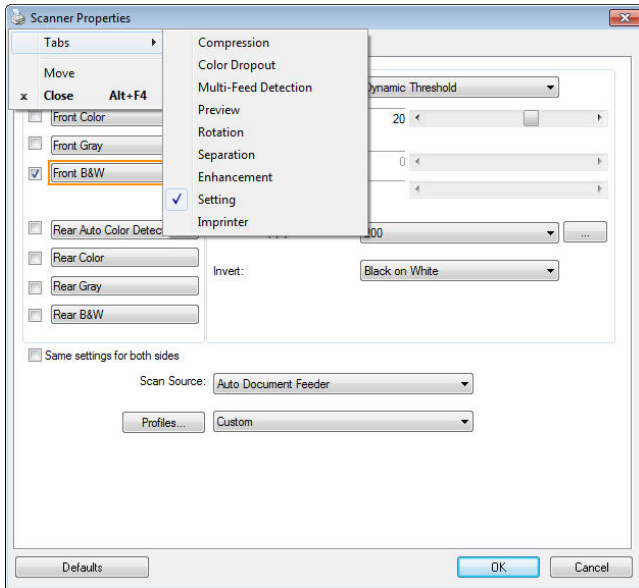 Scanner Properties
Tabs
Move
x Close Alt+F4
Compression
Color Dropout
Multi-Feed Detection
Preview
Rotation
Separation
Enhancement
Setting
Imprinter
Dynamic Threshold
20
0
Front Color
Front Gray
Front B&W
Rear Auto Color Detect
200
...
Rear Color
Invert: Black on White
Rear Gray
Rear B&W
Same settings for both sides
Scan Source: Auto Document Feeder
Profiles... Custom
Defaults OK Cancel